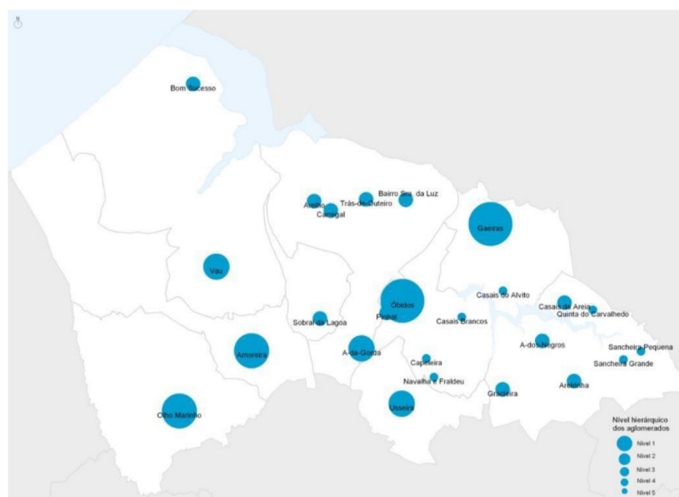 N
Bom Sucesso
Bairro Sra. da Luz
Trás-do-Outeiro
Arelho
Carregal
Gaeiras
Vau
Casais do Alvito
Óbidos
Casais da Areia
Quinta do Carvalhedo
Pinhal
Casais Brancos
Sobral da Lagoa
A-dos-Negros
Sancheira Pequena
Amoreira
A-da-Gorda
Capeleira
Sancheira Grande
Navalha e Fraldeu
Areirinha
Gracieira
Usseira
Olho Marinho
Nível hierárquico
dos aglomerados
Nível 1
Nível 2
Nível 3
Nível 4
Nível 5